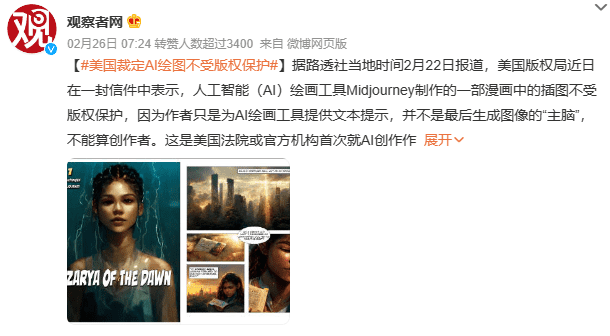 观
观察者网
02月26日 07:24 转赞人数超过3400 来自 微博网页版
【#美国裁定AI绘图不受版权保护#】据路透社当地时间2月22日报道，美国版权局近日
在一封信件中表示，人工智能（AI）绘画工具Midjourney制作的一部漫画中的插图不受
版权保护，因为作者只是为AI绘画工具提供文本提示，并不是最后生成图像的“主脑”，
不能算创作者。这是美国法院或官方机构首次就AI创作作 展开
ZARYA OF THE DAWN